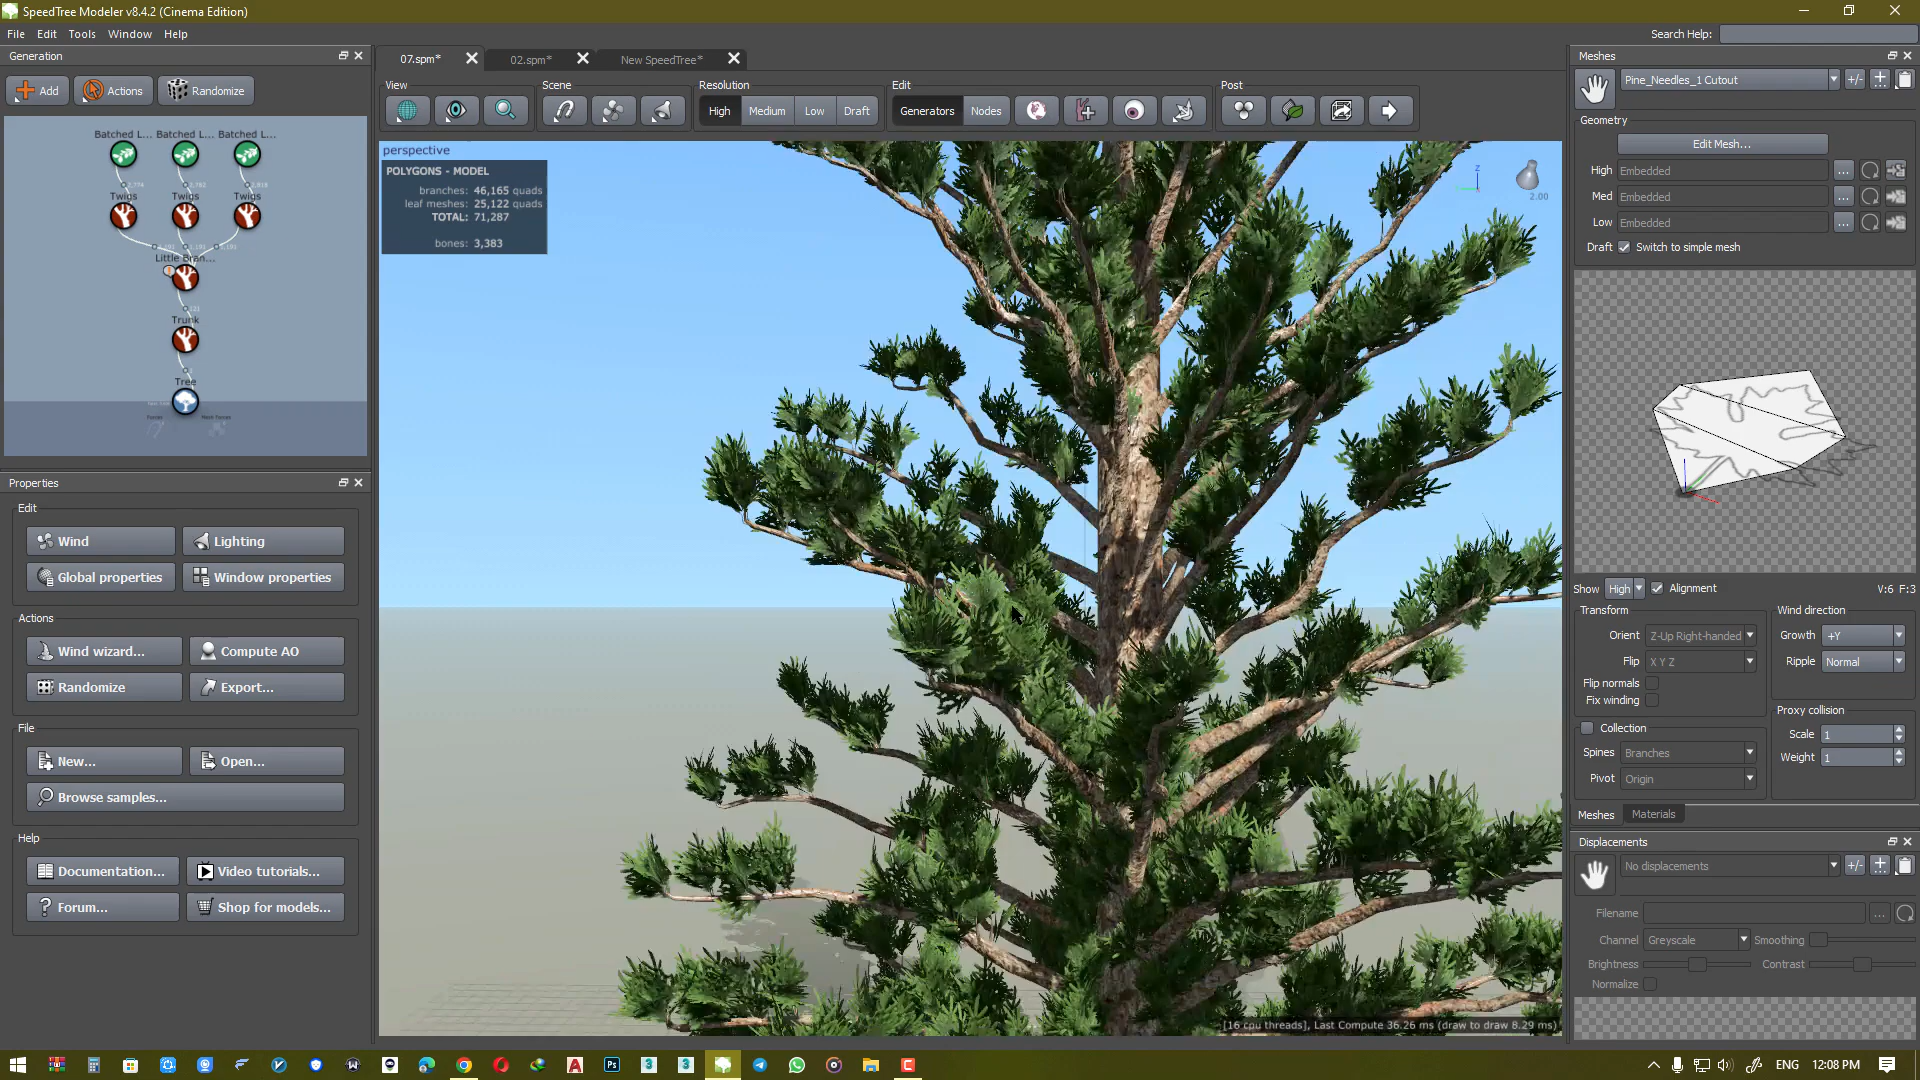 SpeedTree Modeler v8.4.2 (Cinema Edition)
File Edit Tools Window Help
Search Help:
Generation
Add Actions Randomize
Batched L... Batched L... Batched L...
Twigs Twigs Twigs
Little Bran...
Trunk
Tree
Properties
Edit
Wind Lighting
Global properties Window properties
Actions
Wind wizard... Compute AO
Randomize Export...
File
New... Open...
Browse samples...
Help
Documentation... Video tutorials...
Forum... Shop for models...
07.spm* 02.spm* New SpeedTree*
View Scene Resolution Edit Post
High Medium Low Draft Generators Nodes
perspective
POLYGONS - MODEL
branches: 46,165 quads
leaf meshes: 25,122 quads
TOTAL: 71,287
bones: 3,383
Z
2.00
[16 cpu threads], Last Compute 36.26 ms (draw to draw 8.29 ms)
Meshes
Pine_Needles_1 Cutout
+/-
Geometry
Edit Mesh...
High Embedded ...
Med Embedded ...
Low Embedded ...
Draft Switch to simple mesh
Show High Alignment V:6 F:3
Transform Wind direction
Orient Z-Up Right-handed Growth +Y
Flip X Y Z Ripple Normal
Flip normals
Fix winding
Proxy collision
Collection Scale 1
Spines Branches Weight 1
Pivot Origin
Meshes Materials
Displacements
No displacements +/-
Filename ...
Channel Greyscale Smoothing
Brightness Contrast
Normalize
ENG 12:08 PM